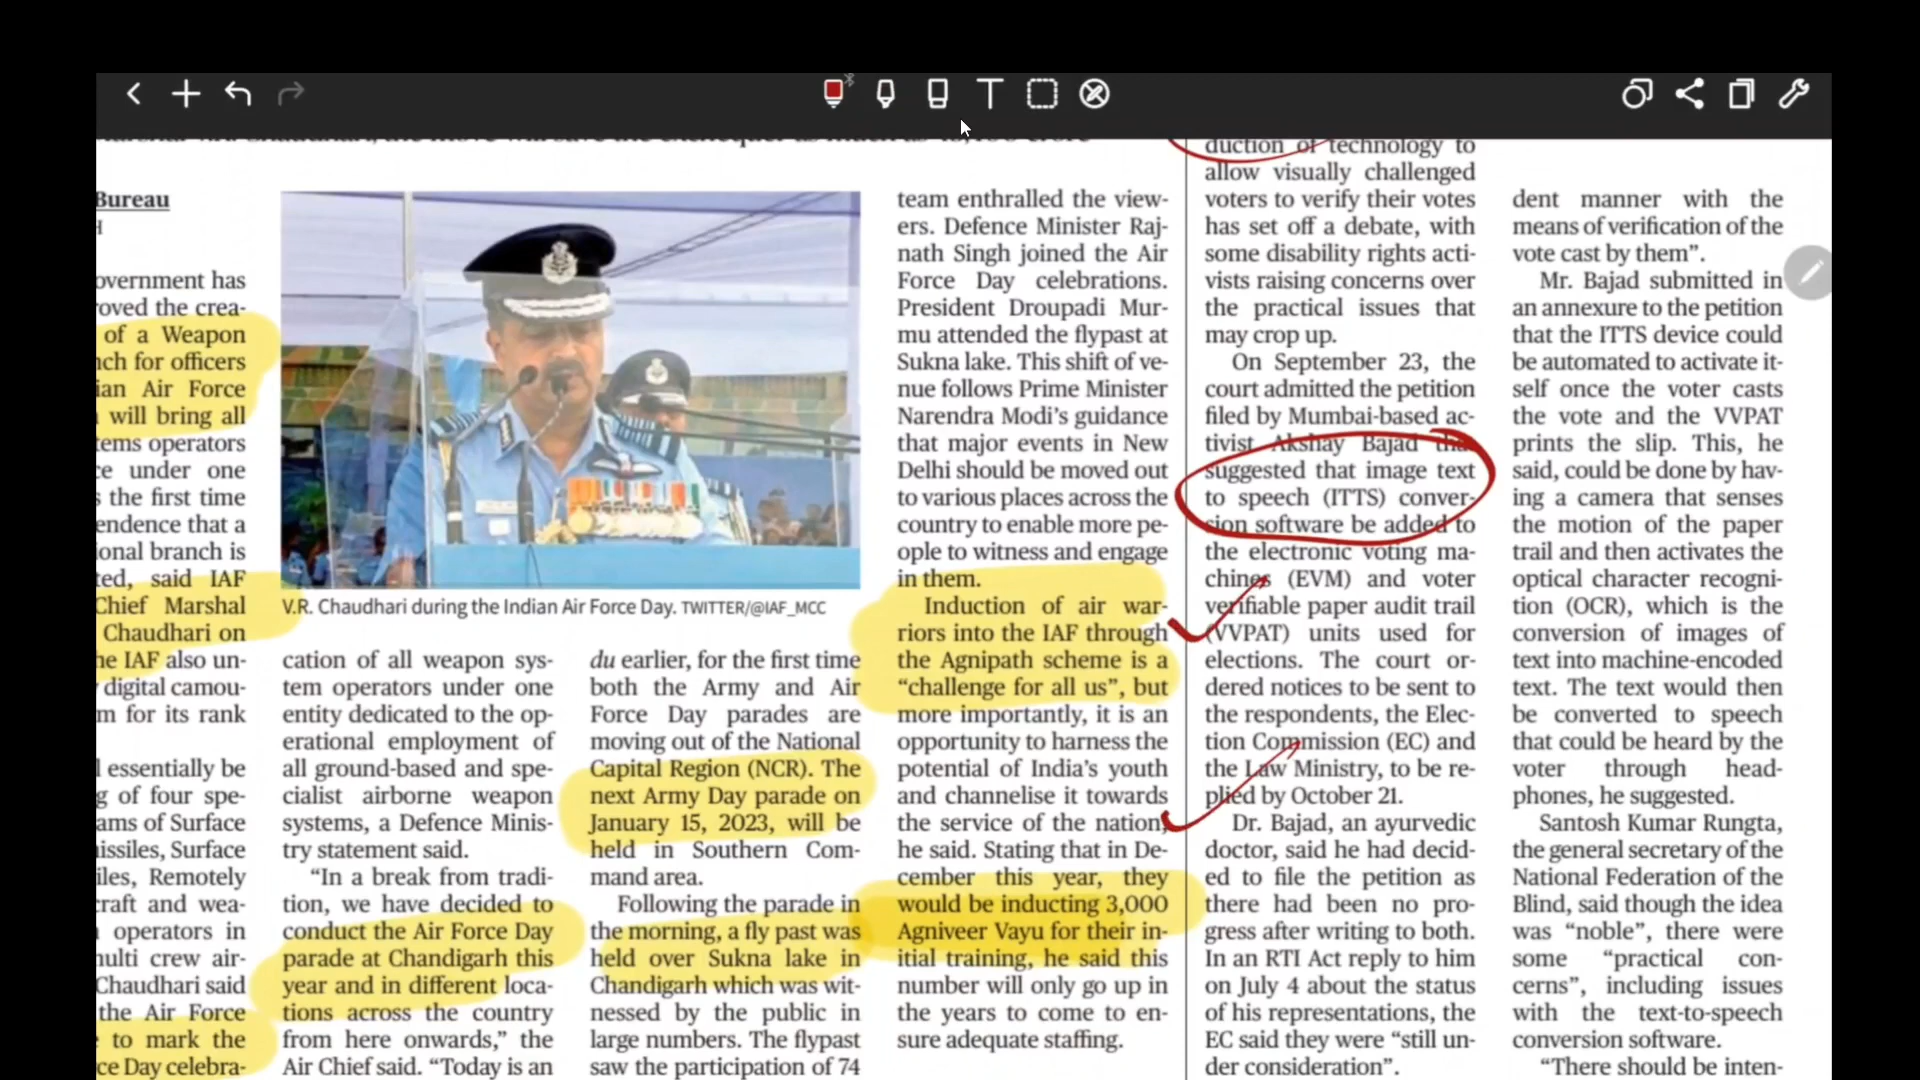 Bureau
overnment has
roved the crea-
of a Weapon
nch for officers
ian Air Force
will bring all
tems operators
ce under one
s the first time
endence that a
ional branch is
ted, said IAF
Chief Marshal
Chaudhari on
he IAF also un-
digital camou-
m for its rank
l essentially be
g of four spe-
ams of Surface
issiles, Surface
iles, Remotely
craft and wea-
operators in
nulti crew air-
Chaudhari said
the Air Force
to mark the
ce Day celebra-
V.R. Chaudhari during the Indian Air Force Day. TWITTER/@IAF_MCC
cation of all weapon sys-
tem operators under one
entity dedicated to the op-
erational employment of
all ground-based and spe-
cialist airborne weapon
systems, a Defence Minis-
try statement said.
“In a break from tradi-
tion, we have decided to
conduct the Air Force Day
parade at Chandigarh this
year and in different loca-
tions across the country
from here onwards,” the
Air Chief said. “Today is an
du earlier, for the first time
both the Army and Air
Force Day parades are
moving out of the National
Capital Region (NCR). The
next Army Day parade on
January 15, 2023, will be
held in Southern Com-
mand area.
Following the parade in
the morning, a fly past was
held over Sukna lake in
Chandigarh which was wit-
nessed by the public in
large numbers. The flypast
saw the participation of 74
team enthralled the view-
ers. Defence Minister Raj-
nath Singh joined the Air
Force Day celebrations.
President Droupadi Mur-
mu attended the flypast at
Sukna lake. This shift of ve-
nue follows Prime Minister
Narendra Modi’s guidance
that major events in New
Delhi should be moved out
to various places across the
country to enable more pe-
ople to witness and engage
in them.
Induction of air war-
riors into the IAF through
the Agnipath scheme is a
“challenge for all us”, but
more importantly, it is an
opportunity to harness the
potential of India’s youth
and channelise it towards
the service of the nation,
he said. Stating that in De-
cember this year, they
would be inducting 3,000
Agniveer Vayu for their in-
itial training, he said this
number will only go up in
the years to come to en-
sure adequate staffing.
duction of technology to
allow visually challenged
voters to verify their votes
has set off a debate, with
some disability rights acti-
vists raising concerns over
the practical issues that
may crop up.
On September 23, the
court admitted the petition
filed by Mumbai-based ac-
tivist Akshay Bajad that
suggested that image text
to speech (ITTS) conver-
sion software be added to
the electronic voting ma-
chines (EVM) and voter
verifiable paper audit trail
(VVPAT) units used for
elections. The court or-
dered notices to be sent to
the respondents, the Elec-
tion Commission (EC) and
the Law Ministry, to be re-
plied by October 21.
Dr. Bajad, an ayurvedic
doctor, said he had decid-
ed to file the petition as
there had been no pro-
gress after writing to both.
In an RTI Act reply to him
on July 4 about the status
of his representations, the
EC said they were “still un-
der consideration”.
dent manner with the
means of verification of the
vote cast by them”.
Mr. Bajad submitted in
an annexure to the petition
that the ITTS device could
be automated to activate it-
self once the voter casts
the vote and the VVPAT
prints the slip. This, he
said, could be done by hav-
ing a camera that senses
the motion of the paper
trail and then activates the
optical character recogni-
tion (OCR), which is the
conversion of images of
text into machine-encoded
text. The text would then
be converted to speech
that could be heard by the
voter through head-
phones, he suggested.
Santosh Kumar Rungta,
the general secretary of the
National Federation of the
Blind, said though the idea
was “noble”, there were
some “practical con-
cerns”, including issues
with the text-to-speech
conversion software.
“There should be inten-